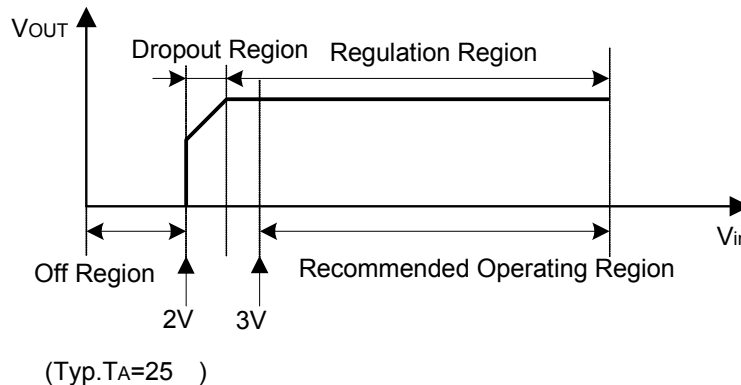 VOUT
Dropout Region
Regulation Region
Vin
Off Region
Recommended Operating Region
2V
3V
(Typ.TA=25 )